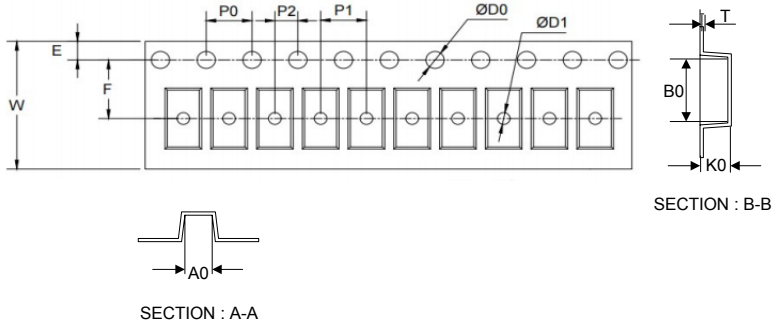 P0 P2 P1 ØD0 ØD1
E
F
W
T
B0
K0
SECTION : B-B
A0
SECTION : A-A